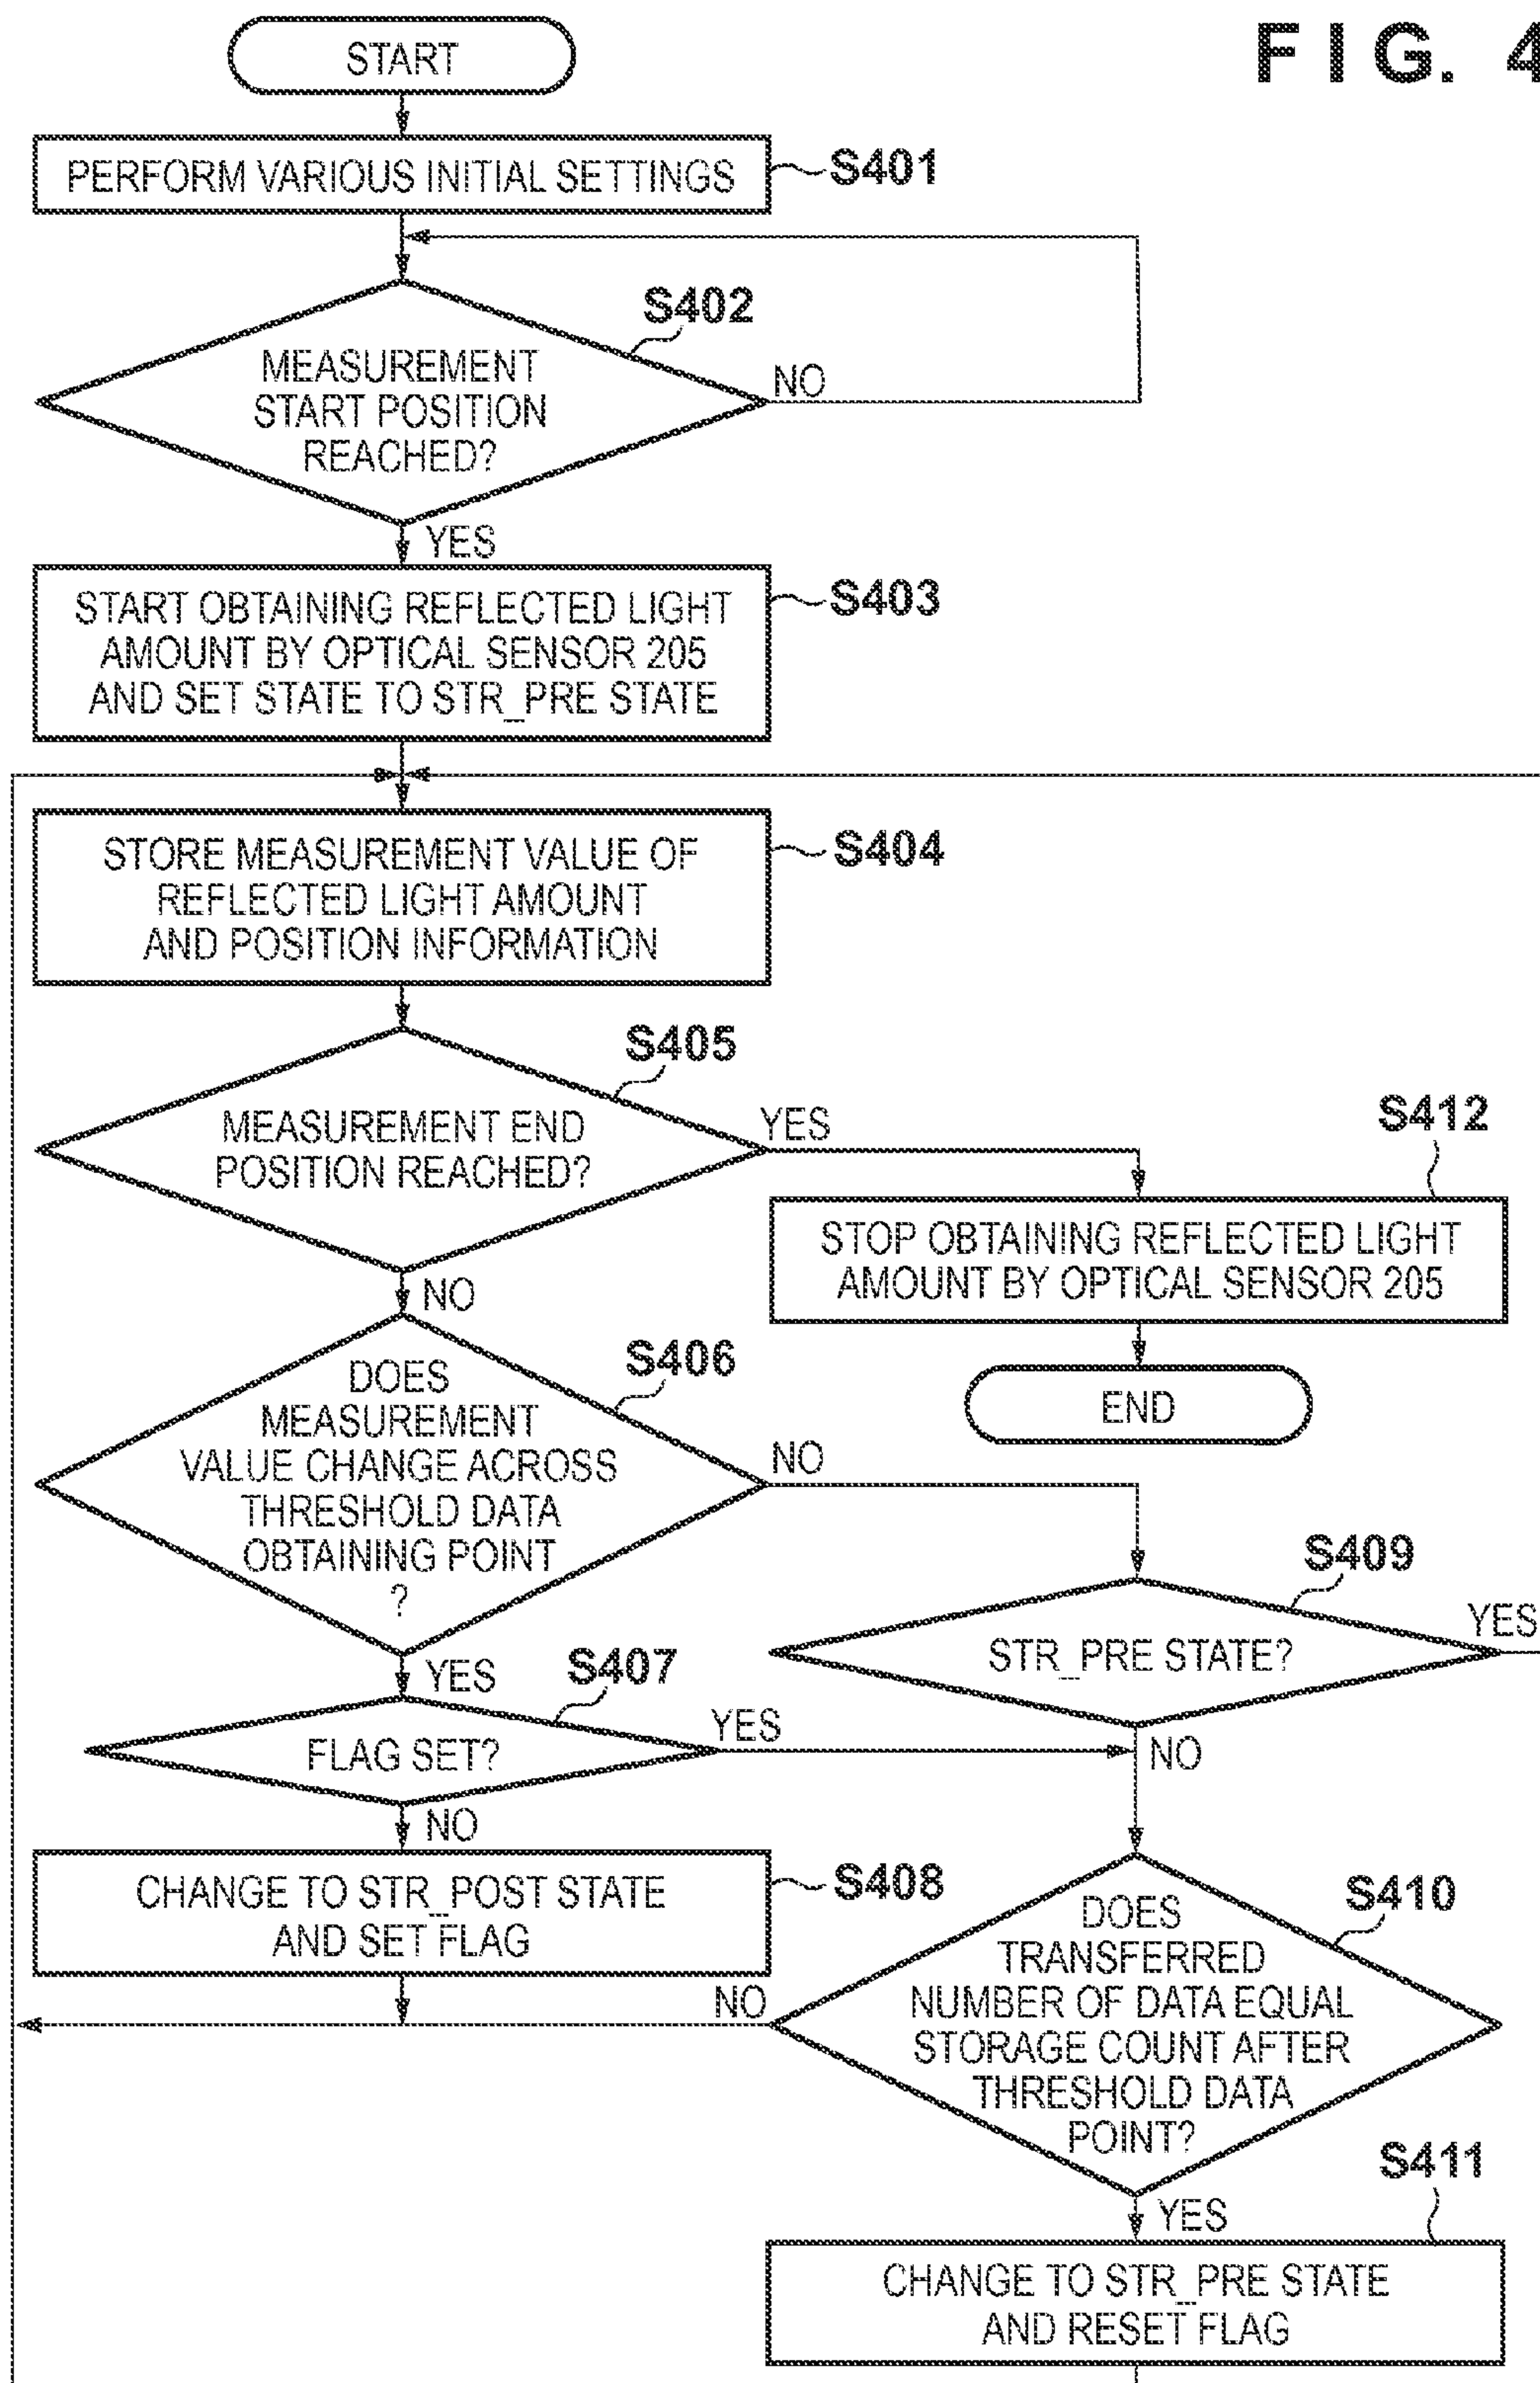 FIG. 4
START
PERFORM VARIOUS INITIAL SETTINGS
S401
S402
MEASUREMENT
START POSITION
REACHED?
NO
YES
START OBTAINING REFLECTED LIGHT
AMOUNT BY OPTICAL SENSOR 205
AND SET STATE TO STR_PRE STATE
S403
STORE MEASUREMENT VALUE OF
REFLECTED LIGHT AMOUNT
AND POSITION INFORMATION
S404
S405
MEASUREMENT END
POSITION REACHED?
YES
NO
S412
STOP OBTAINING REFLECTED LIGHT
AMOUNT BY OPTICAL SENSOR 205
END
S406
DOES
MEASUREMENT
VALUE CHANGE ACROSS
THRESHOLD DATA
OBTAINING POINT
?
NO
YES
S409
STR_PRE STATE?
YES
NO
S407
FLAG SET?
YES
NO
CHANGE TO STR_POST STATE
AND SET FLAG
S408
S410
DOES
TRANSFERRED
NUMBER OF DATA EQUAL
STORAGE COUNT AFTER
THRESHOLD DATA
POINT?
NO
YES
S411
CHANGE TO STR_PRE STATE
AND RESET FLAG